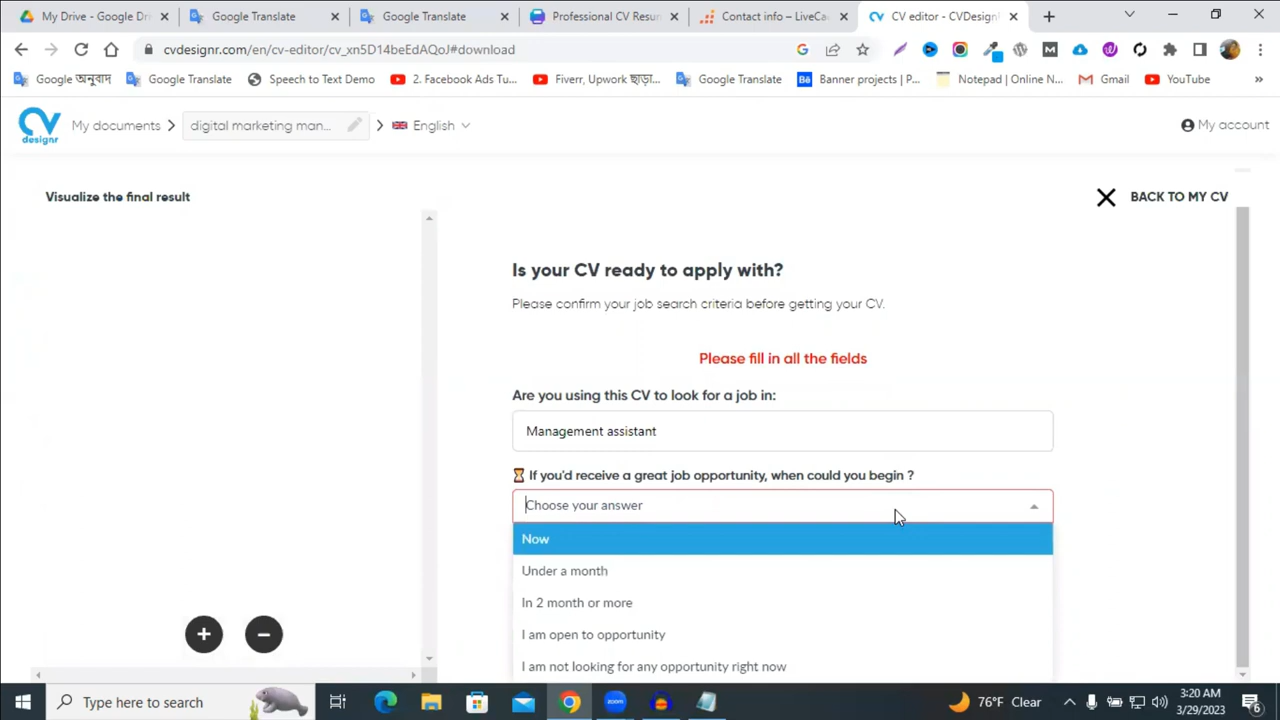 My Drive - Google Dri
Google Translate
Google Translate
Professional CV Resun
Contact info – LiveCa
CV editor - CVDesign
cvdesignr.com/en/cv-editor/cv_xn5D14beEdAQoJ#download
Google অনুবাদ
Google Translate
Speech to Text Demo
2. Facebook Ads Tu...
Fiverr, Upwork ছাড়া...
Google Translate
Banner projects | P...
Notepad | Online N...
Gmail
YouTube
CV designr
My documents
digital marketing man...
English
My account
Visualize the final result
BACK TO MY CV
Is your CV ready to apply with?
Please confirm your job search criteria before getting your CV.
Please fill in all the fields
Are you using this CV to look for a job in:
Management assistant
If you'd receive a great job opportunity, when could you begin ?
Choose your answer
Now
Under a month
In 2 month or more
I am open to opportunity
I am not looking for any opportunity right now
Type here to search
zoom
76°F Clear
3:20 AM
3/29/2023
6